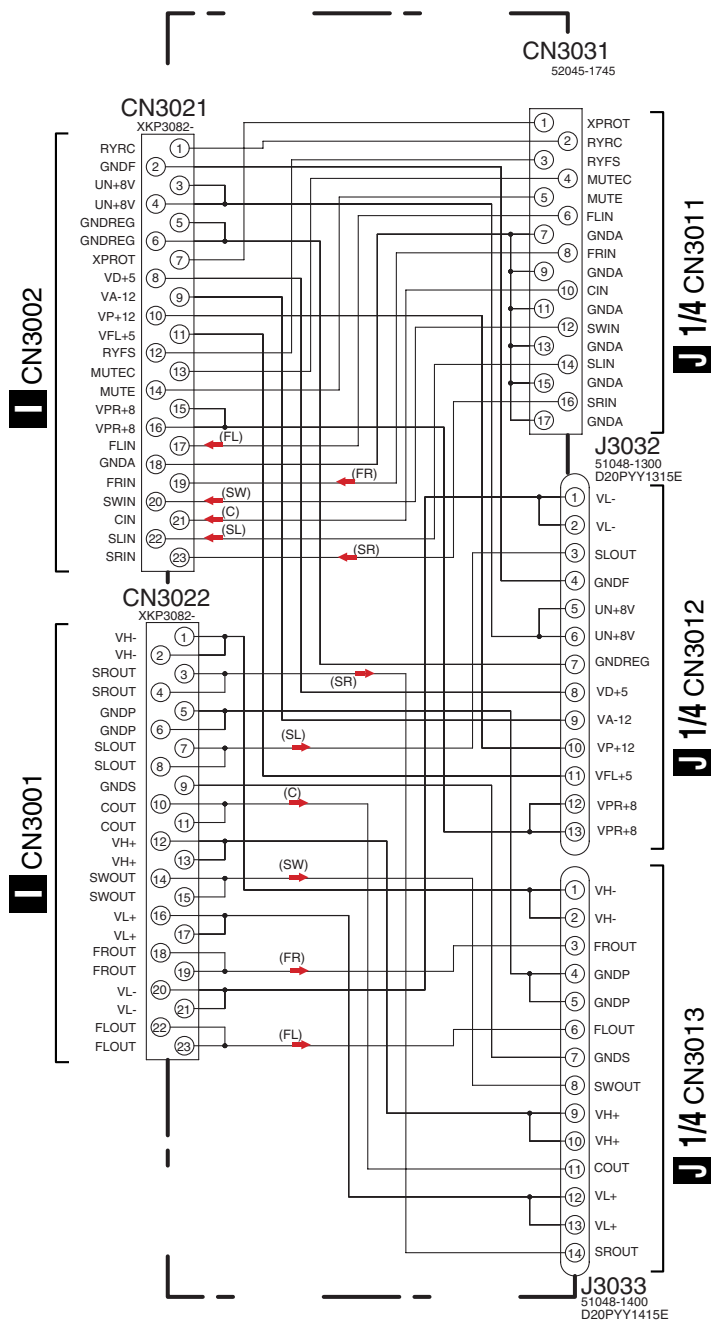 CN3031
52045-1745
CN3021
XKP3082-
RYRC 1
GNDF 2
UN+8V 3
UN+8V 4
GNDREG 5
GNDREG 6
XPROT 7
VD+5 8
VA-12 9
VP+12 10
VFL+5 11
RYFS 12
MUTEC 13
MUTE 14
VPR+8 15
VPR+8 16
FLIN 17
GNDA 18
FRIN 19
SWIN 20
CIN 21
SLIN 22
SRIN 23
(FL)
(FR)
(SW)
(C)
(SL)
(SR)
I CN3002
1 XPROT
2 RYRC
3 RYFS
4 MUTEC
5 MUTE
6 FLIN
7 GNDA
8 FRIN
9 GNDA
10 CIN
11 GNDA
12 SWIN
13 GNDA
14 SLIN
15 GNDA
16 SRIN
17 GNDA
J 1/4 CN3011
J3032
51048-1300
D20PYY1315E
1 VL-
2 VL-
3 SLOUT
4 GNDF
5 UN+8V
6 UN+8V
7 GNDREG
8 VD+5
9 VA-12
10 VP+12
11 VFL+5
12 VPR+8
13 VPR+8
J 1/4 CN3012
CN3022
XKP3082-
VH- 1
VH- 2
SROUT 3
SROUT 4
GNDP 5
GNDP 6
SLOUT 7
SLOUT 8
GNDS 9
COUT 10
COUT 11
VH+ 12
VH+ 13
SWOUT 14
SWOUT 15
VL+ 16
VL+ 17
FROUT 18
FROUT 19
VL- 20
VL- 21
FLOUT 22
FLOUT 23
(SR)
(SL)
(C)
(SW)
(FR)
(FL)
I CN3001
1 VH-
2 VH-
3 FROUT
4 GNDP
5 GNDP
6 FLOUT
7 GNDS
8 SWOUT
9 VH+
10 VH+
11 COUT
12 VL+
13 VL+
14 SROUT
J 1/4 CN3013
J3033
51048-1400
D20PYY1415E